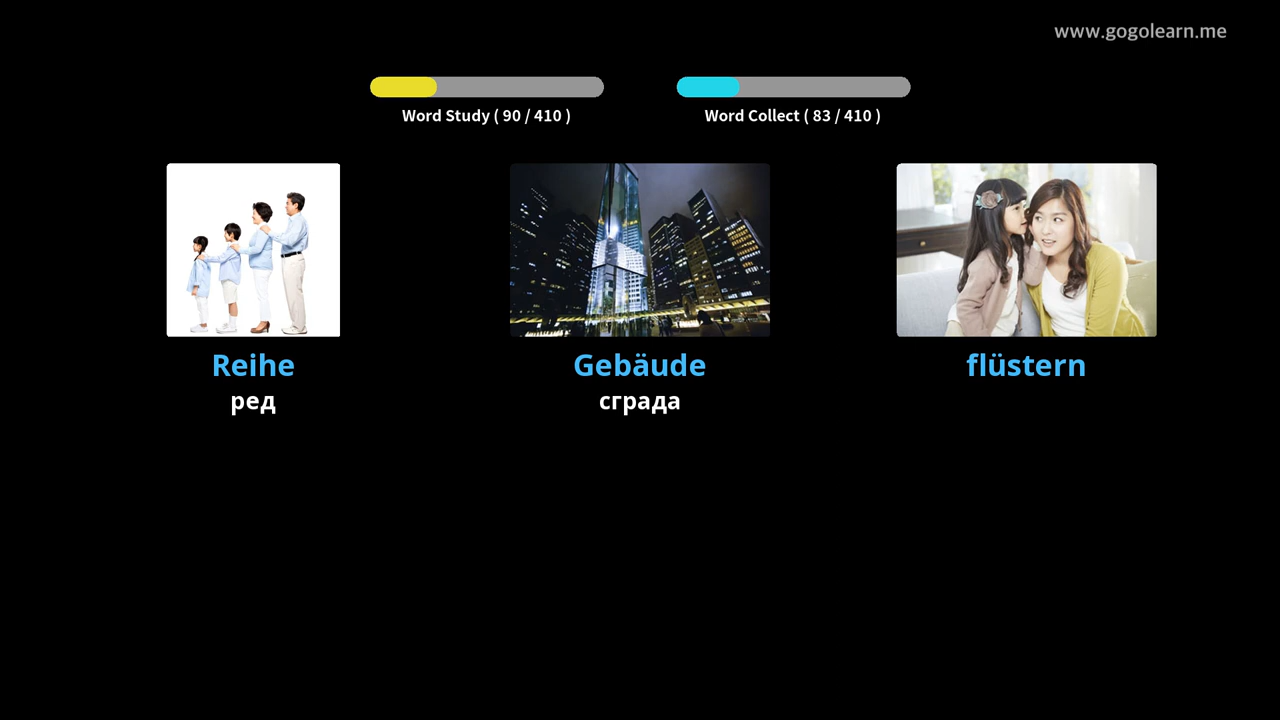 www.gogolearn.me
Word Study ( 90 / 410 )
Word Collect ( 83 / 410 )
Reihe
ред
Gebäude
сграда
flüstern